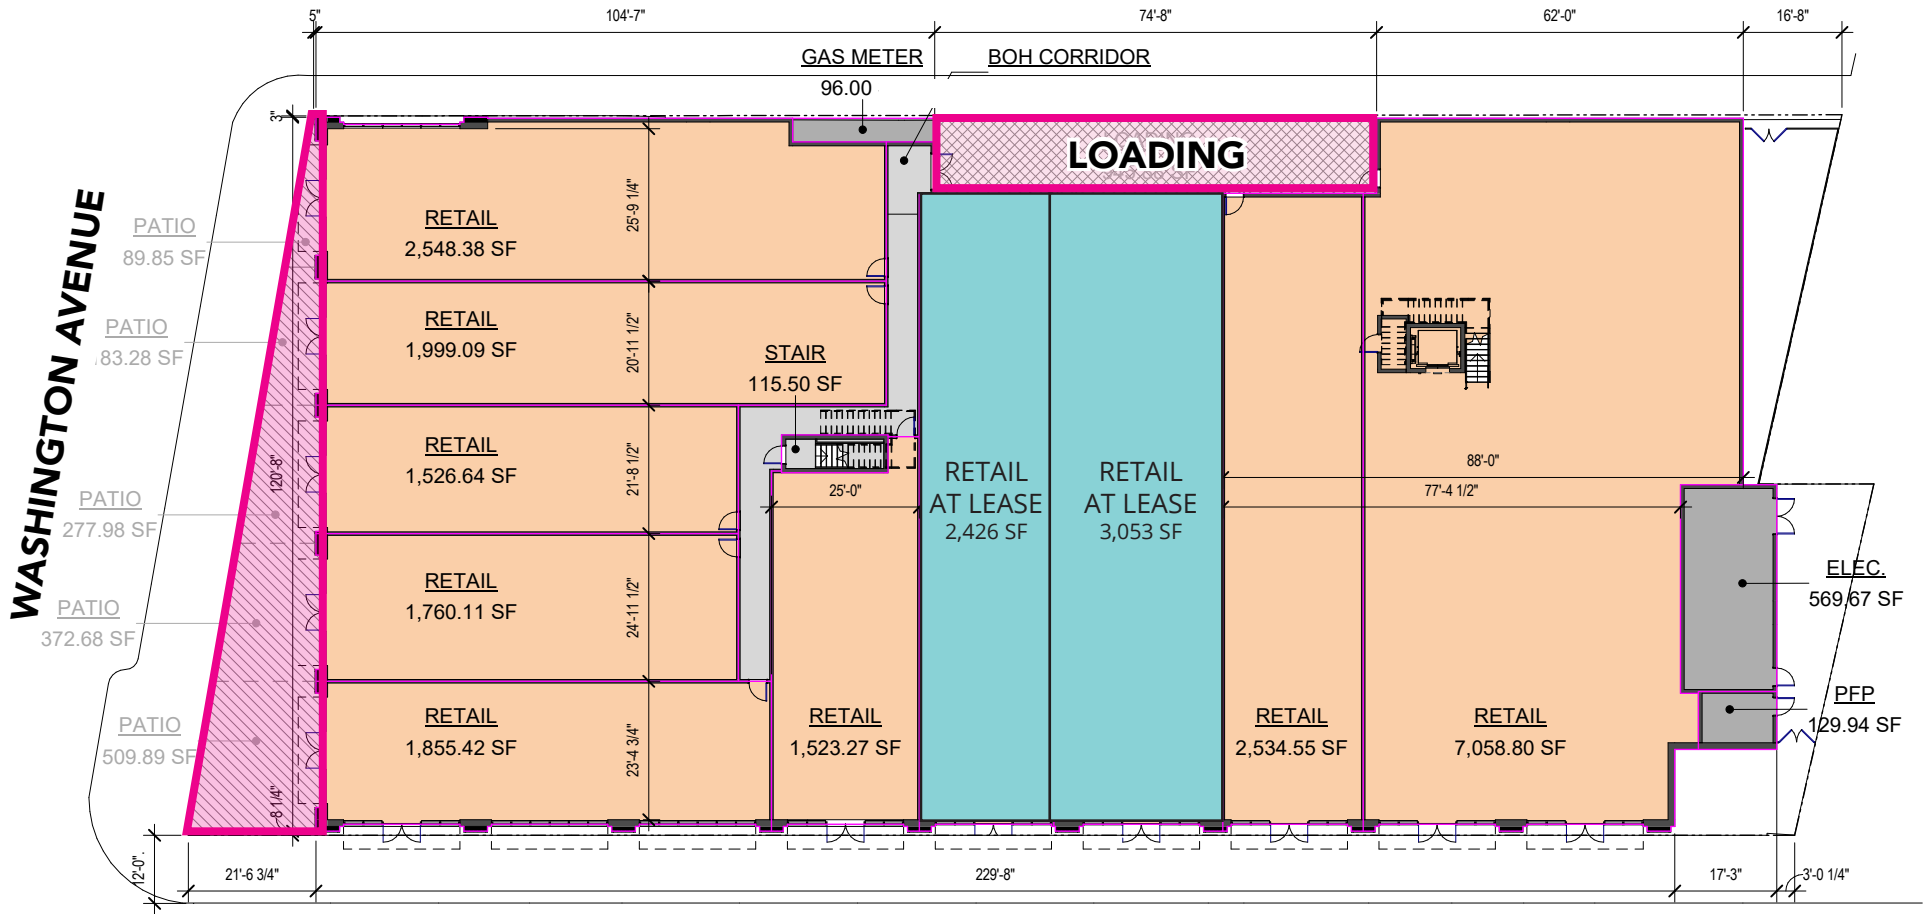 5"
104'-7"
74'-8"
62'-0"
16'-8"
GAS METER
96.00
BOH CORRIDOR
3"
LOADING
WASHINGTON AVENUE
PATIO
89.85 SF
PATIO
83.28 SF
PATIO
277.98 SF
PATIO
372.68 SF
PATIO
509.89 SF
120'-8"
8 1/4"
12'-0"
RETAIL
2,548.38 SF
25'-9 1/4"
RETAIL
1,999.09 SF
20'-11 1/2"
STAIR
115.50 SF
RETAIL
1,526.64 SF
21'-8 1/2"
25'-0"
RETAIL
1,760.11 SF
24'-11 1/2"
RETAIL
1,855.42 SF
23'-4 3/4"
RETAIL
1,523.27 SF
RETAIL
AT LEASE
2,426 SF
RETAIL
AT LEASE
3,053 SF
88'-0"
77'-4 1/2"
RETAIL
2,534.55 SF
RETAIL
7,058.80 SF
ELEC.
569.67 SF
PFP
129.94 SF
21'-6 3/4"
229'-8"
17'-3"
3'-0 1/4"